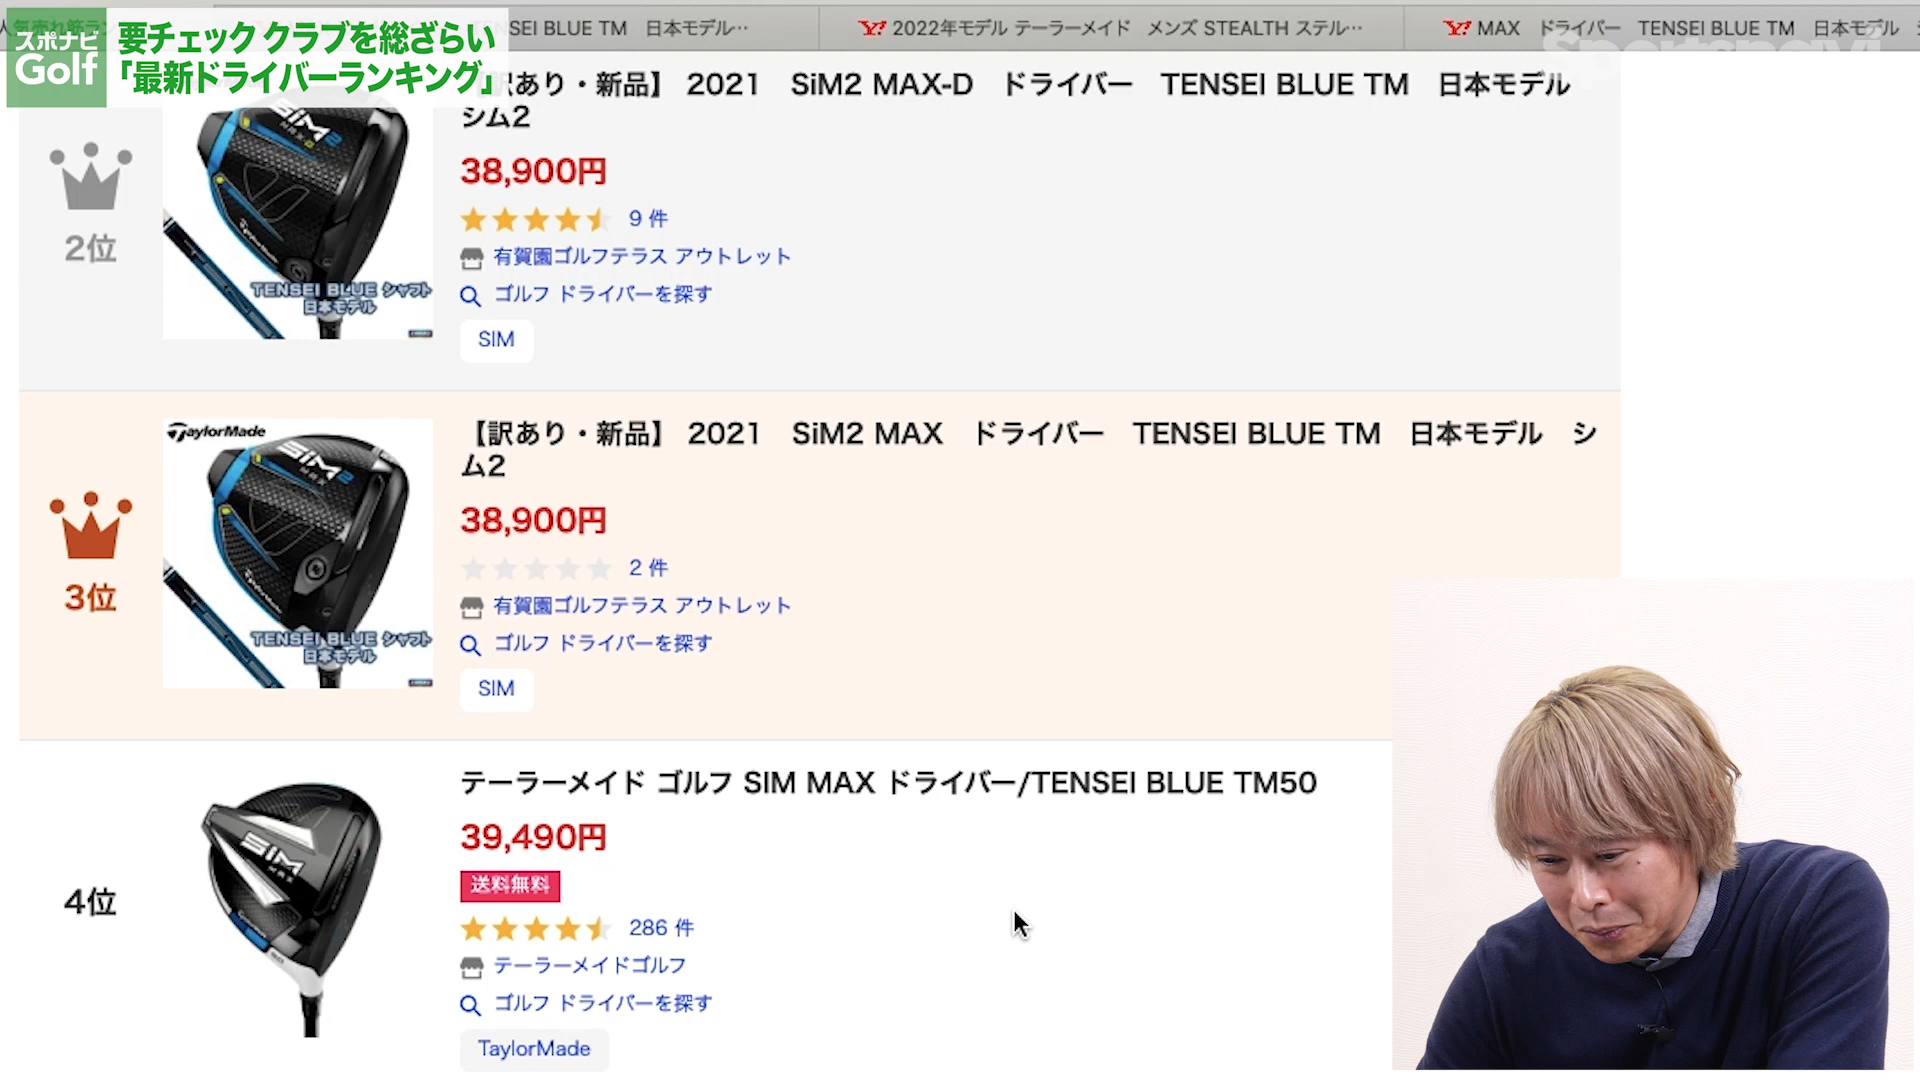 スポナビ
Golf
要チェック クラブを総ざらい
「最新ドライバーランキング」
SEI BLUE TM　日本モデル…
2022年モデル テーラーメイド　メンズ STEALTH ステル…
MAX　ドライバー　TENSEI BLUE TM　日本モデル
Sportsnavi
訳あり・新品】 2021　SiM2 MAX-D　ドライバー　TENSEI BLUE TM　日本モデル
シム2
2位
SIM2
TaylorMade
TENSEI BLUE シャフト
日本モデル
38,900円
9 件
有賀園ゴルフテラス アウトレット
ゴルフ ドライバーを探す
SIM
【訳あり・新品】 2021　SiM2 MAX　ドライバー　TENSEI BLUE TM　日本モデル　シ
ム2
3位
TaylorMade
SIM2
MAX
TaylorMade
TENSEI BLUE シャフト
日本モデル
38,900円
2 件
有賀園ゴルフテラス アウトレット
ゴルフ ドライバーを探す
SIM
テーラーメイド ゴルフ SIM MAX ドライバー/TENSEI BLUE TM50
4位
SIM
MAX
39,490円
送料無料
286 件
テーラーメイドゴルフ
ゴルフ ドライバーを探す
TaylorMade